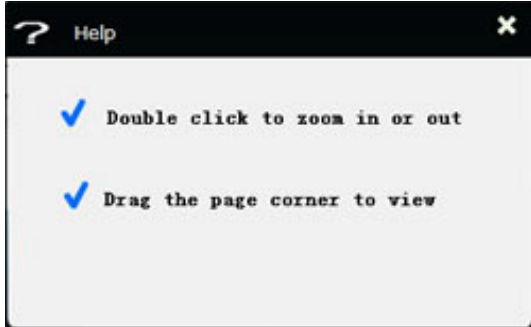 Help
Double click to zoom in or out
Drag the page corner to view